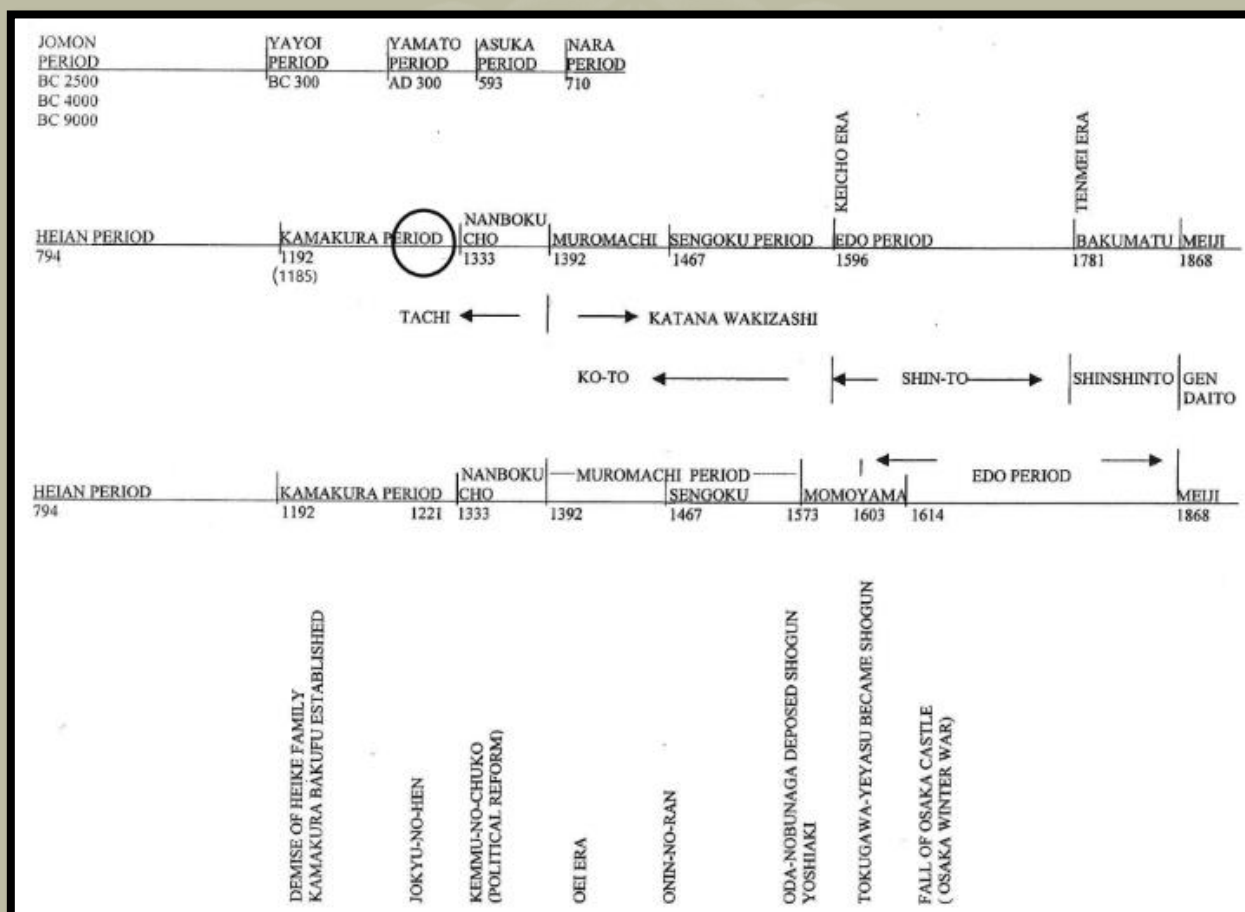 JOMON
PERIOD
BC 2500
BC 4000
BC 9000
YAYOI
PERIOD
BC 300
YAMATO
PERIOD
AD 300
ASUKA
PERIOD
593
NARA
PERIOD
710
KEICHO ERA
TENMEI ERA
HEIAN PERIOD
794
KAMAKURA PERIOD
1192
(1185)
NANBOKU
CHO
1333
MUROMACHI
1392
SENGOKU PERIOD
1467
EDO PERIOD
1596
BAKUMATU
1781
MEIJI
1868
TACHI
KATANA WAKIZASHI
KO-TO
SHIN-TO
SHINSHINTO
GEN
DAITO
HEIAN PERIOD
794
KAMAKURA PERIOD
1192
1221
NANBOKU
CHO
1333
MUROMACHI PERIOD
1392
SENGOKU
1467
MOMOYAMA
1573
1603
1614
EDO PERIOD
MEIJI
1868
DEMISE OF HEIKE FAMILY
KAMAKURA BAKUFU ESTABLISHED
JOKYU-NO-HEN
KEMMU-NO-CHUKO
(POLITICAL REFORM)
OEI ERA
ONIN-NO-RAN
ODA-NOBUNAGA DEPOSED SHOGUN
YOSHIAKI
TOKUGAWA-YEYASU BECAME SHOGUN
FALL OF OSAKA CASTLE
( OSAKA WINTER WAR)